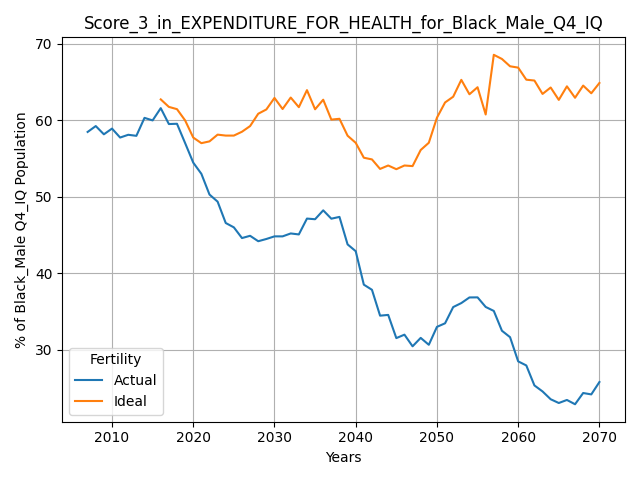 Score_3_in_EXPENDITURE_FOR_HEALTH_for_Black_Male_Q4_IQ
% of Black_Male Q4_IQ Population
70
60
50
40
30
Fertility
Actual
Ideal
2010 2020 2030 2040 2050 2060 2070
Years